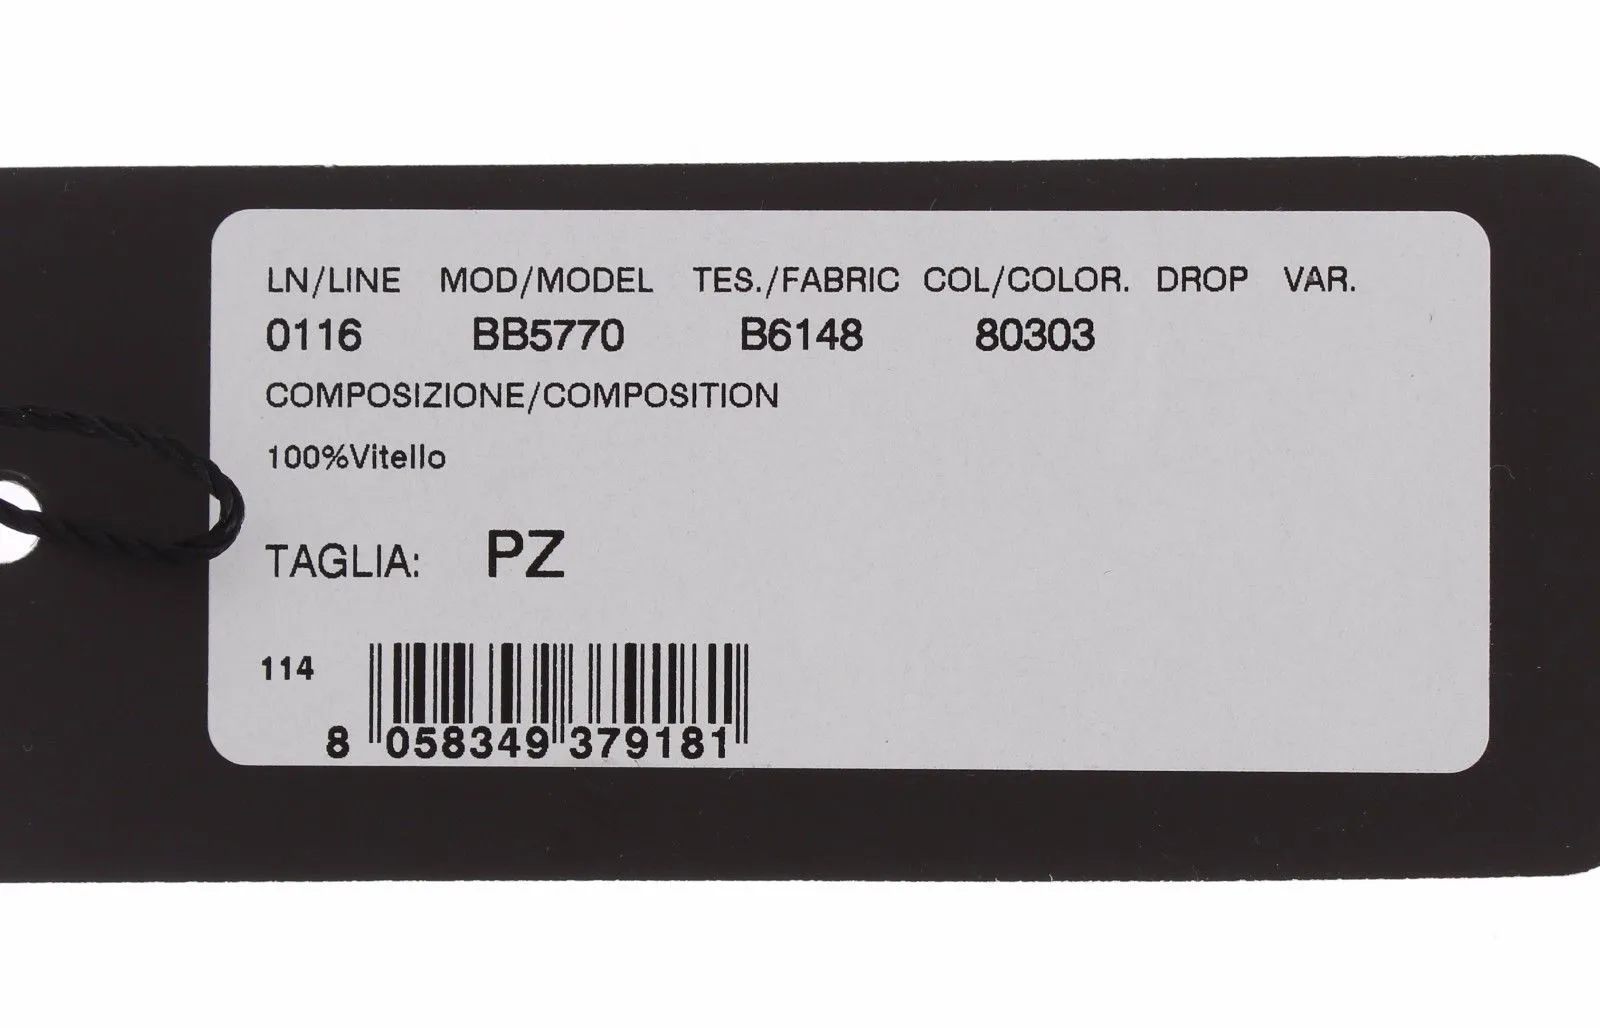 LN/LINE MOD/MODEL TES./FABRIC COL/COLOR. DROP VAR.
0116 BB5770 B6148 80303
COMPOSIZIONE/COMPOSITION
100%Vitello
TAGLIA: PZ
114
8 058349 379181